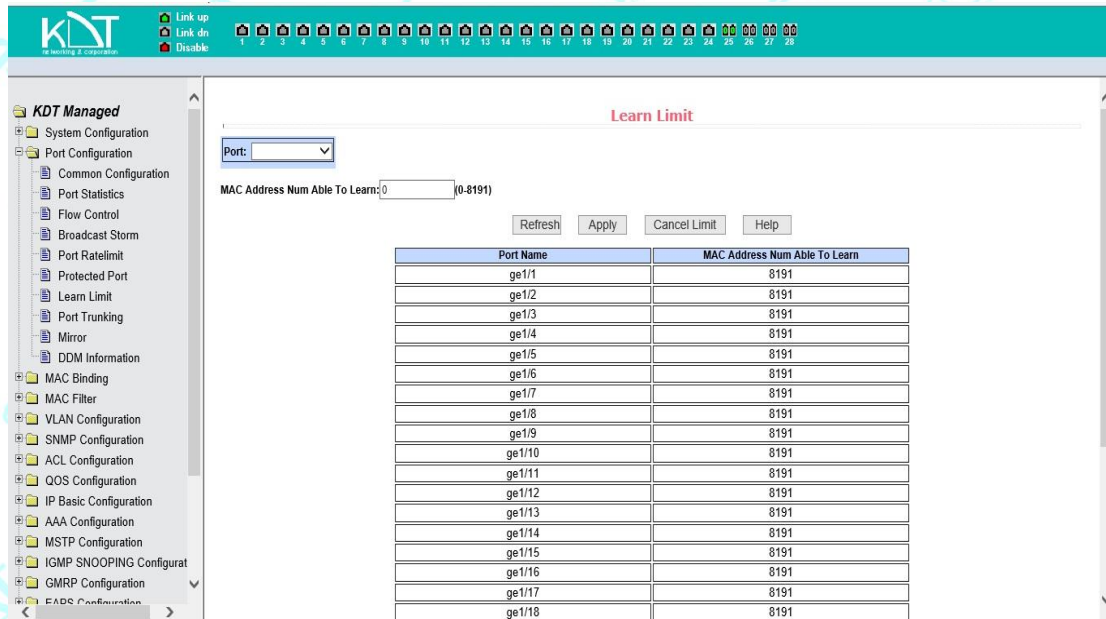 KDT
Link up
Link dn
Disable
1 2 3 4 5 6 7 8 9 10 11 12 13 14 15 16 17 18 19 20 21 22 23 24 25 26 27 28
KDT Managed
System Configuration
Port Configuration
Common Configuration
Port Statistics
Flow Control
Broadcast Storm
Port Ratelimit
Protected Port
Learn Limit
Port Trunking
Mirror
DDM Information
MAC Binding
MAC Filter
VLAN Configuration
SNMP Configuration
ACL Configuration
QOS Configuration
IP Basic Configuration
AAA Configuration
MSTP Configuration
IGMP SNOOPING Configurat
GMRP Configuration
EAPS Configuration
Learn Limit
Port:
MAC Address Num Able To Learn: 0 (0-8191)
Refresh Apply Cancel Limit Help
Port Name MAC Address Num Able To Learn
ge1/1 8191
ge1/2 8191
ge1/3 8191
ge1/4 8191
ge1/5 8191
ge1/6 8191
ge1/7 8191
ge1/8 8191
ge1/9 8191
ge1/10 8191
ge1/11 8191
ge1/12 8191
ge1/13 8191
ge1/14 8191
ge1/15 8191
ge1/16 8191
ge1/17 8191
ge1/18 8191